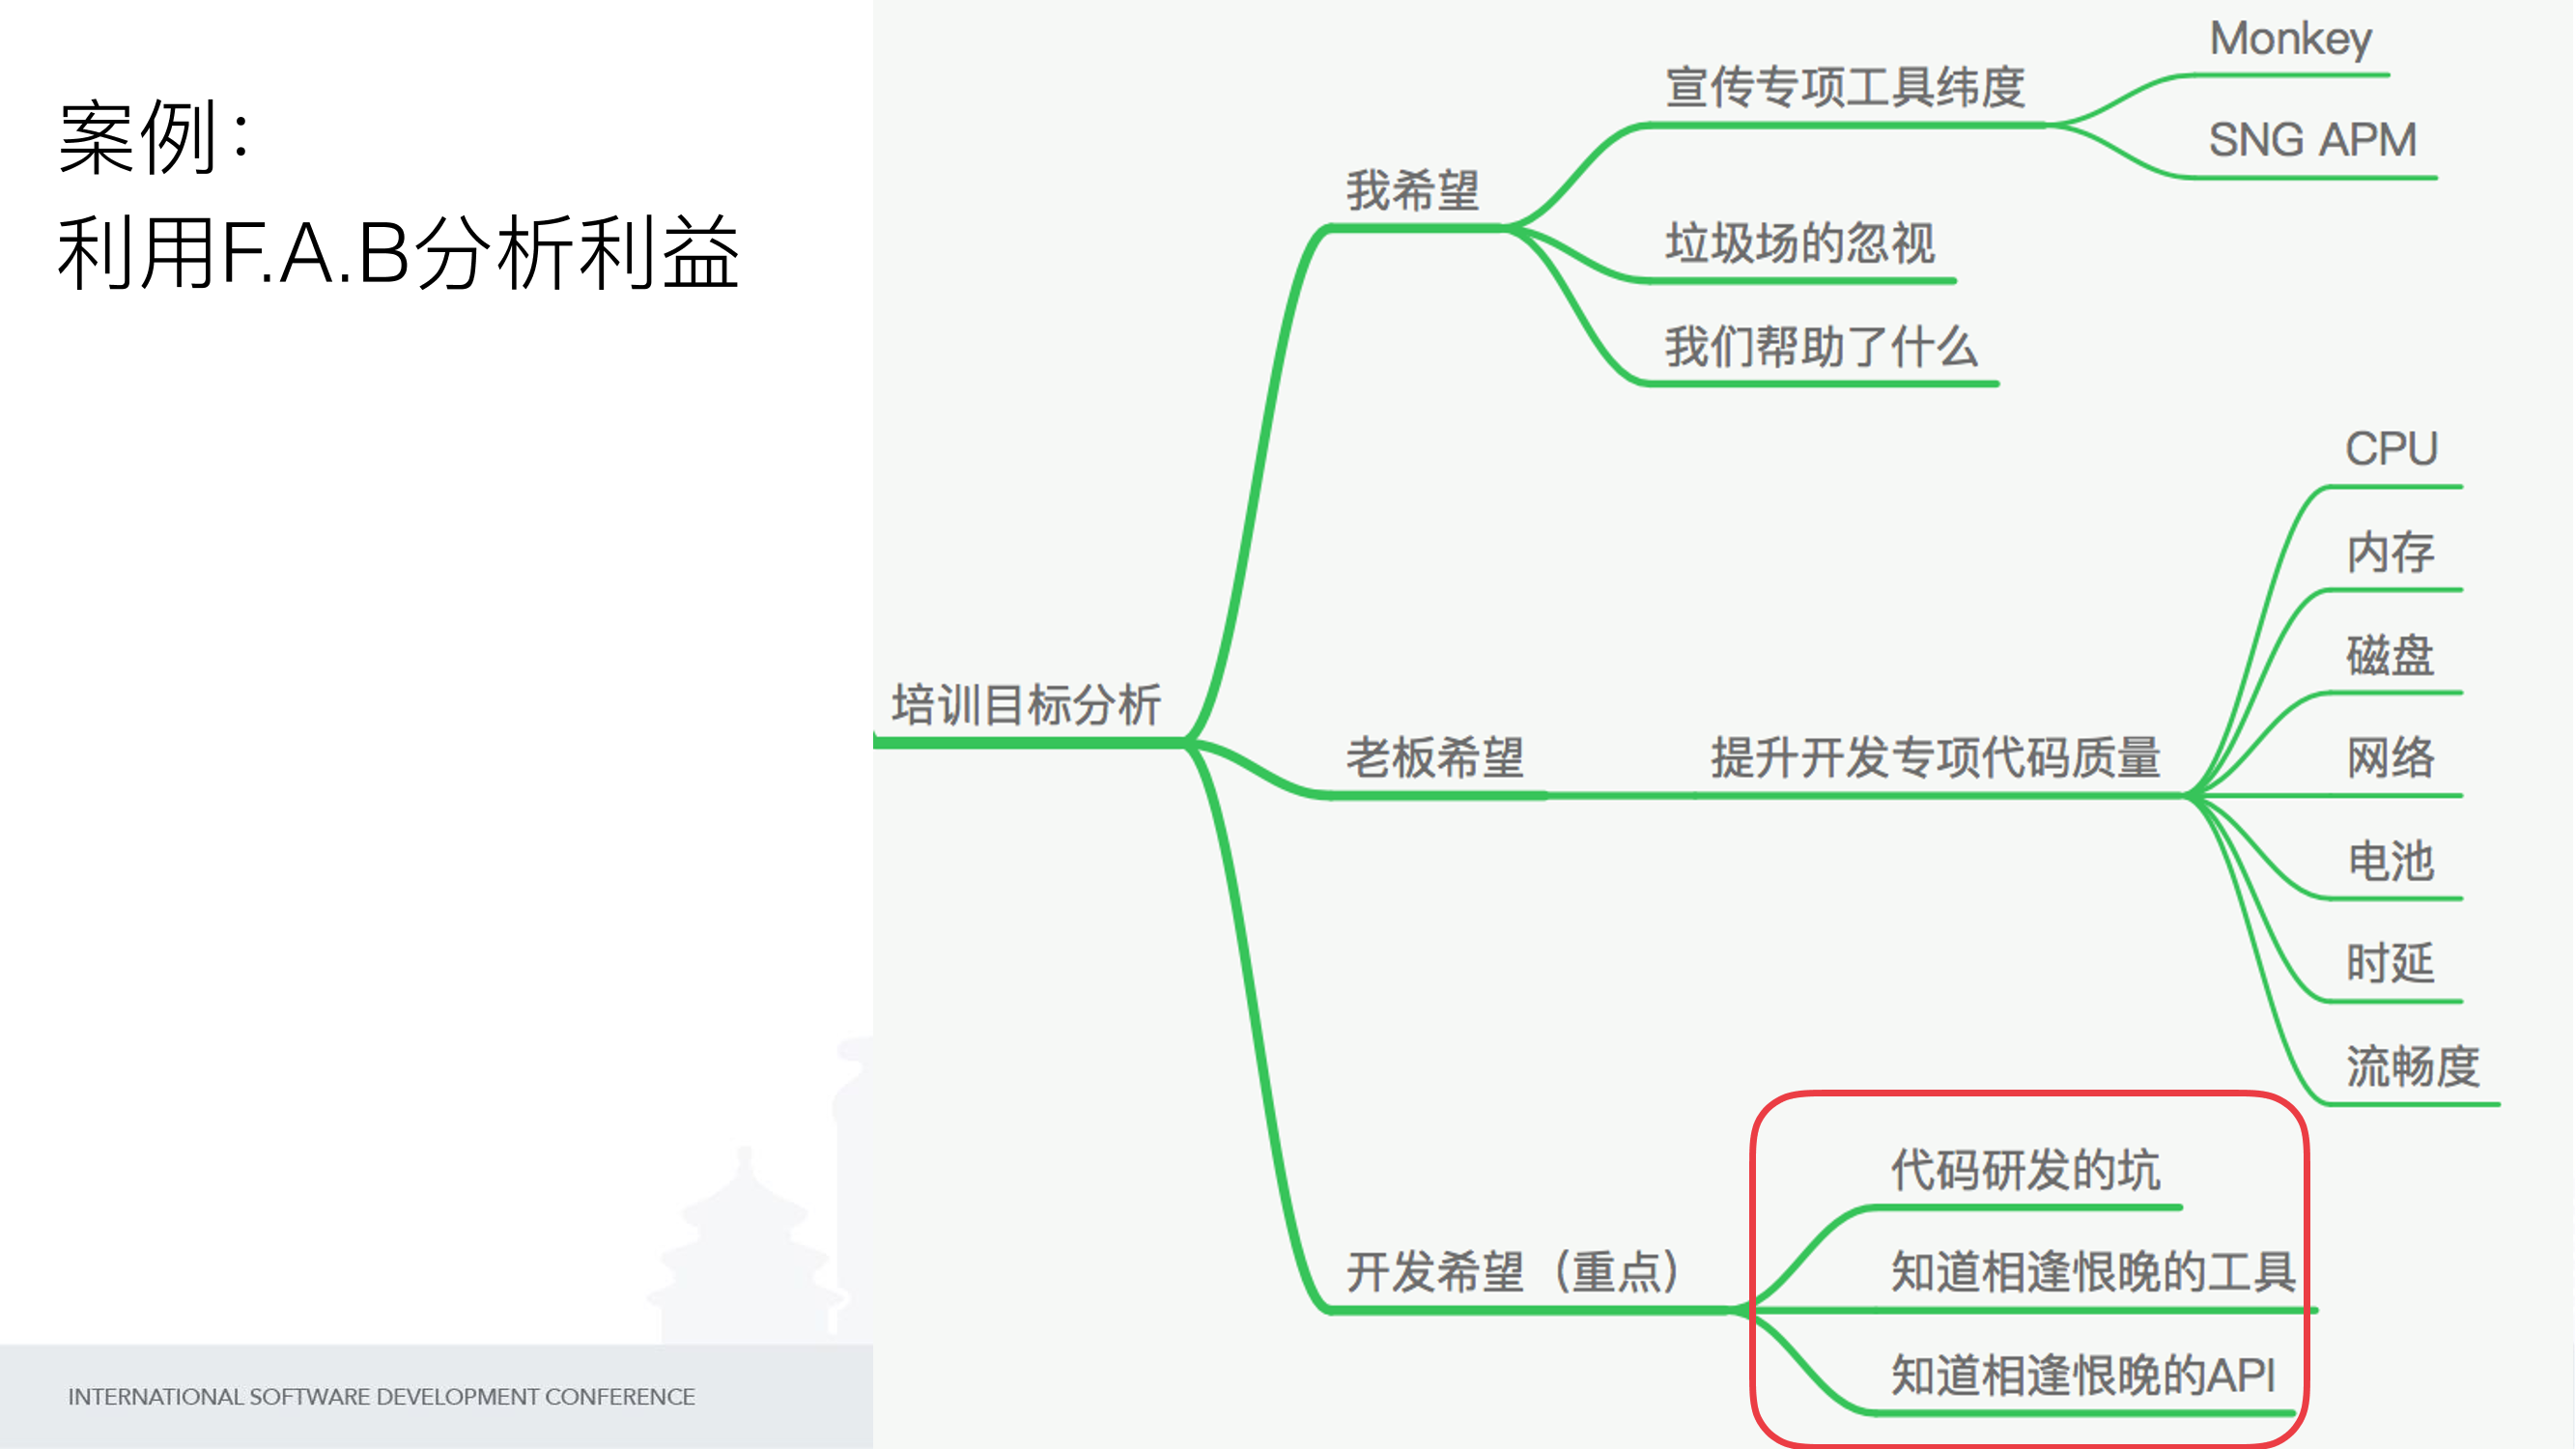 案例：
利用F.A.B分析利益
培训目标分析
我希望
宣传专项工具纬度
Monkey
SNG APM
垃圾场的忽视
我们帮助了什么
老板希望
提升开发专项代码质量
CPU
内存
磁盘
网络
电池
时延
流畅度
开发希望（重点）
代码研发的坑
知道相逢恨晚的工具
知道相逢恨晚的API
INTERNATIONAL SOFTWARE DEVELOPMENT CONFERENCE